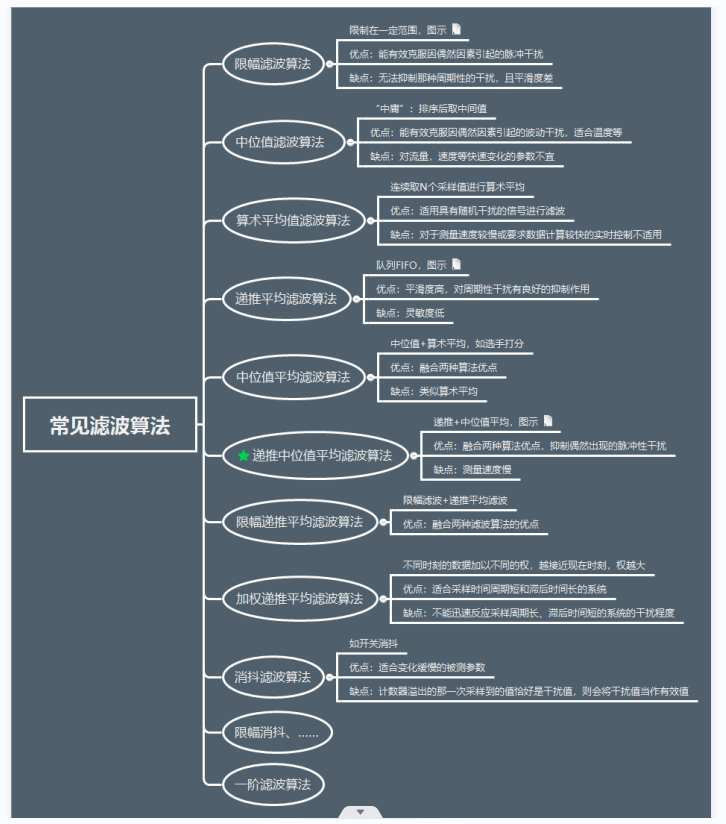 限制在一定范围，图示
限幅滤波算法
优点：能有效克服因偶然因素引起的脉冲干扰
缺点：无法抑制那种周期性的干扰，且平滑度差
“中庸”：排序后取中间值
中位值滤波算法
优点：能有效克服因偶然因素引起的波动干扰，适合温度等
缺点：对流量，速度等快速变化的参数不宜
连续取N个采样值进行算术平均
算术平均值滤波算法
优点：适用具有随机干扰的信号进行滤波
缺点：对于测量速度较慢或要求数据计算较快的实时控制不适用
队列FIFO，图示
递推平均滤波算法
优点：平滑度高，对周期性干扰有良好的抑制作用
缺点：灵敏度低
中位值+算术平均，如选手打分
中位值平均滤波算法
优点：融合两种算法优点
缺点：类似算术平均
常见滤波算法
递推+中位值平均，图示
递推中位值平均滤波算法
优点：融合两种算法优点，抑制偶然出现的脉冲性干扰
缺点：测量速度慢
限幅滤波+递推平均滤波
限幅递推平均滤波算法
优点：融合两种滤波算法的优点
不同时刻的数据加以不同的权，越接近现在时刻，权越大
加权递推平均滤波算法
优点：适合采样时间周期短和滞后时间长的系统
缺点：不能迅速反应采样周期长、滞后时间短的系统的干扰程度
如开关消抖
消抖滤波算法
优点：适合变化缓慢的被测参数
缺点：计数器溢出的那一次采样到的值恰好是干扰值，则会将干扰值当作有效值
限幅消抖、……
一阶滤波算法